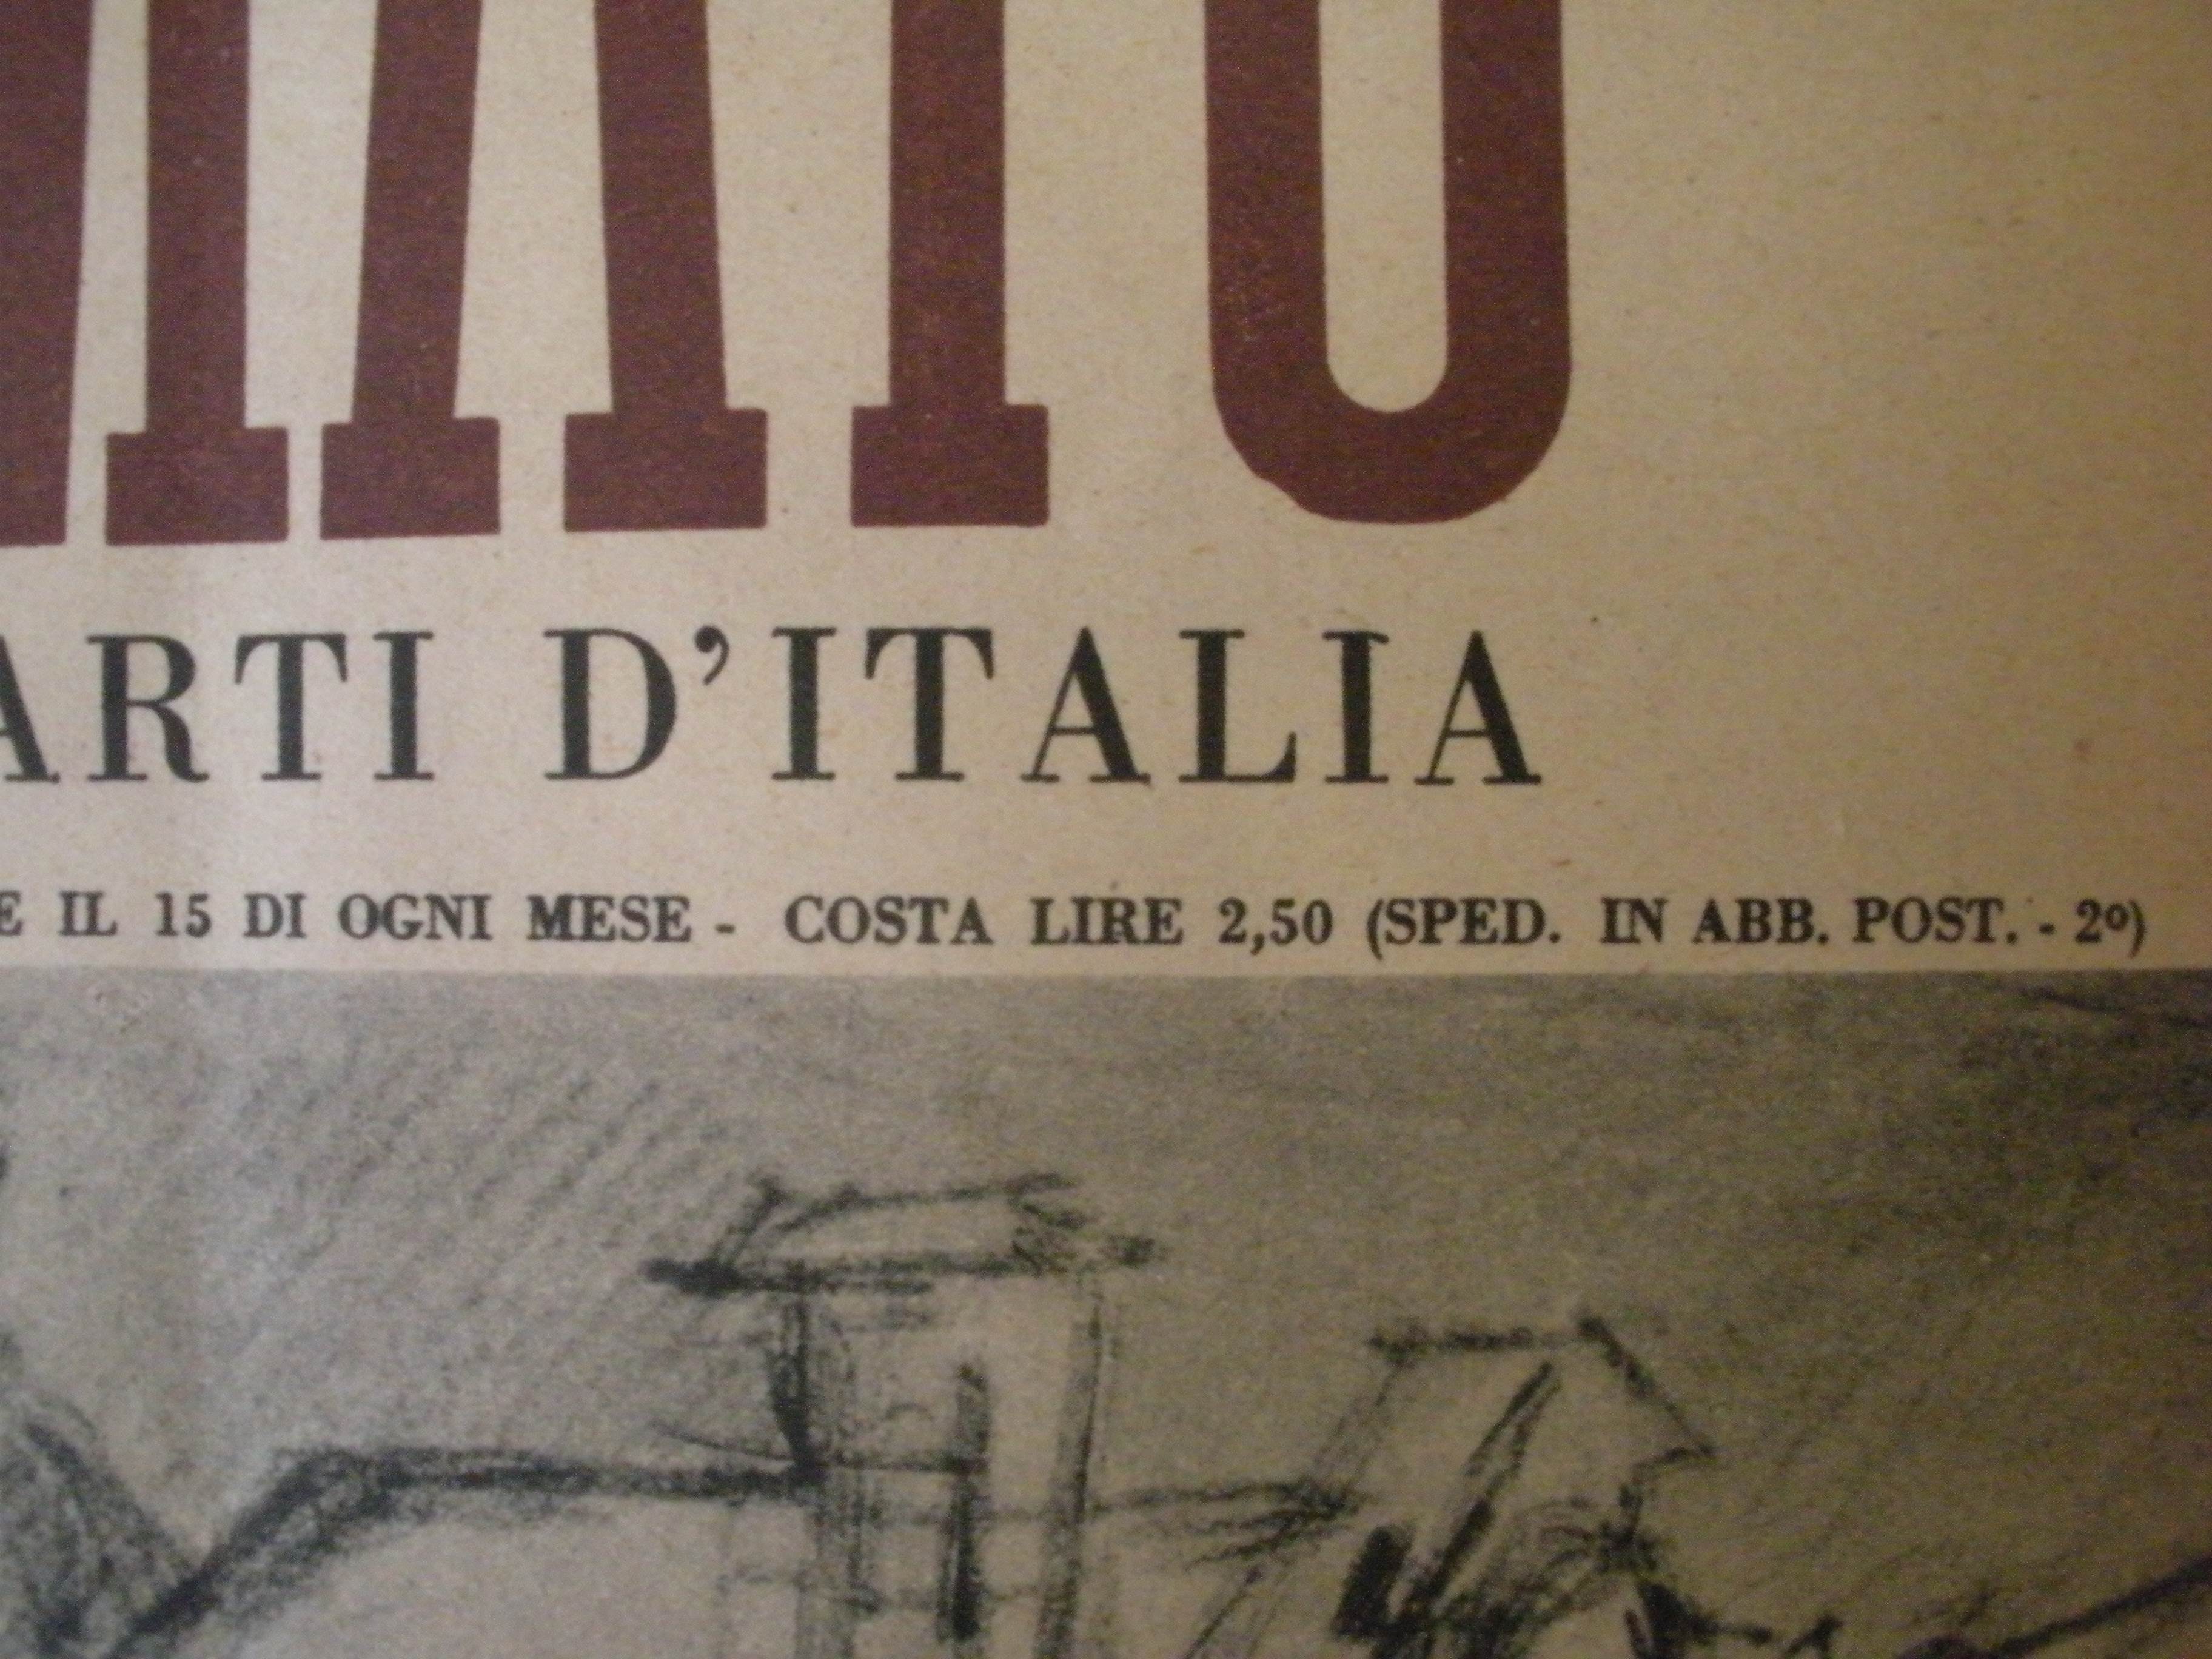 ARTI D'ITALIA
E IL 15 DI OGNI MESE - COSTA LIRE 2,50 (SPED. IN ABB. POST. - 2º)